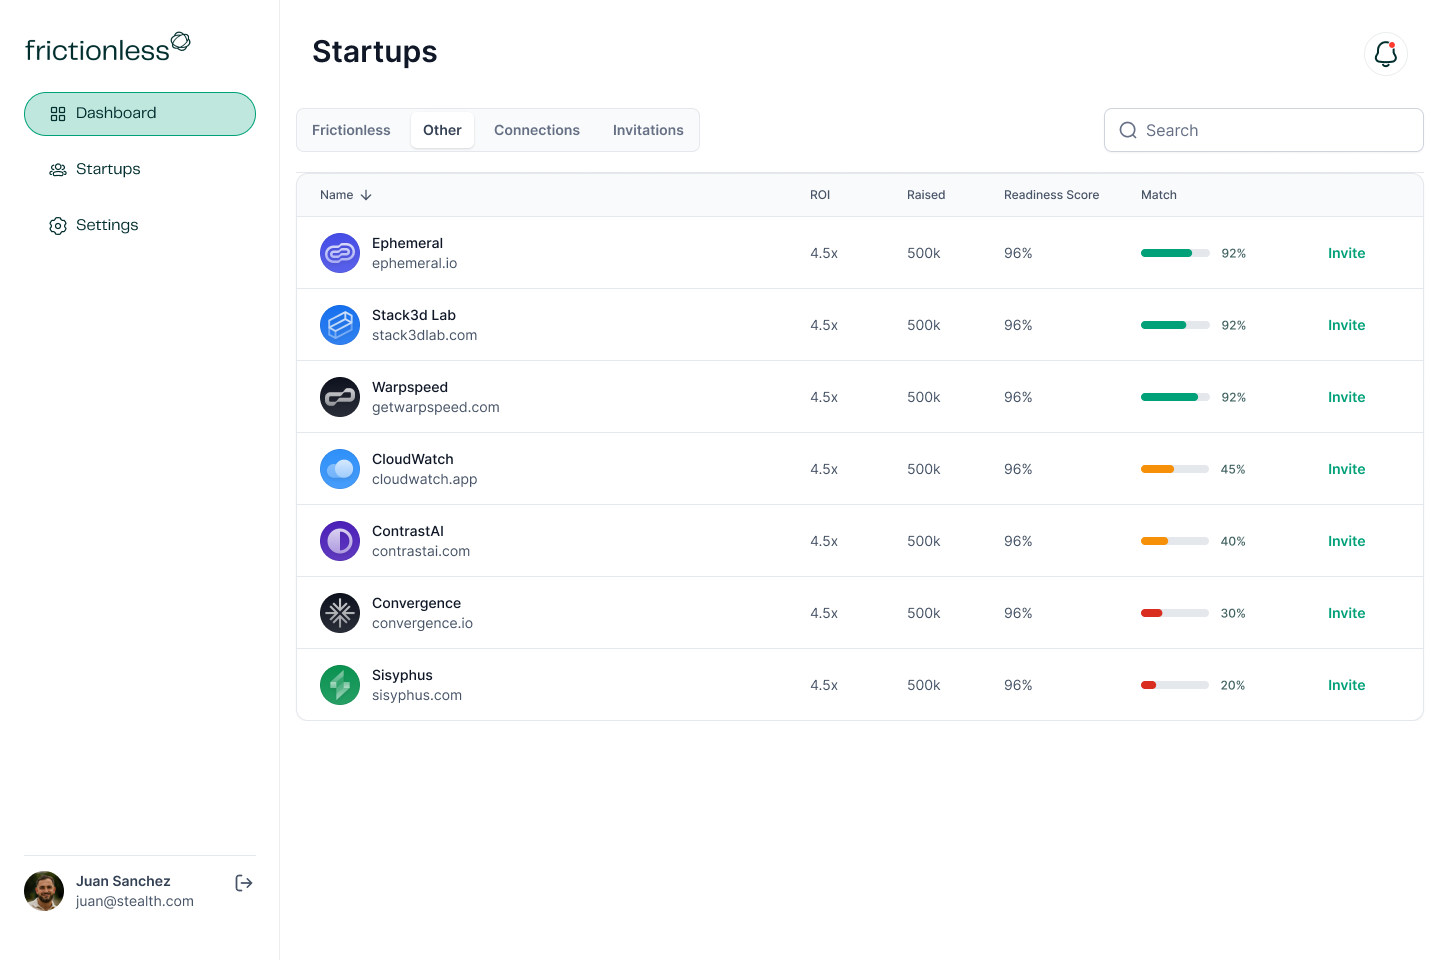 frictionless
Dashboard
Startups
Settings
Juan Sanchez
juan@stealth.com
Startups
Frictionless Other Connections Invitations
Search
Name ROI Raised Readiness Score Match
Ephemeral
ephemeral.io
4.5x 500k 96% 92% Invite
Stack3d Lab
stack3dlab.com
4.5x 500k 96% 92% Invite
Warpspeed
getwarpspeed.com
4.5x 500k 96% 92% Invite
CloudWatch
cloudwatch.app
4.5x 500k 96% 45% Invite
ContrastAI
contrastai.com
4.5x 500k 96% 40% Invite
Convergence
convergence.io
4.5x 500k 96% 30% Invite
Sisyphus
sisyphus.com
4.5x 500k 96% 20% Invite